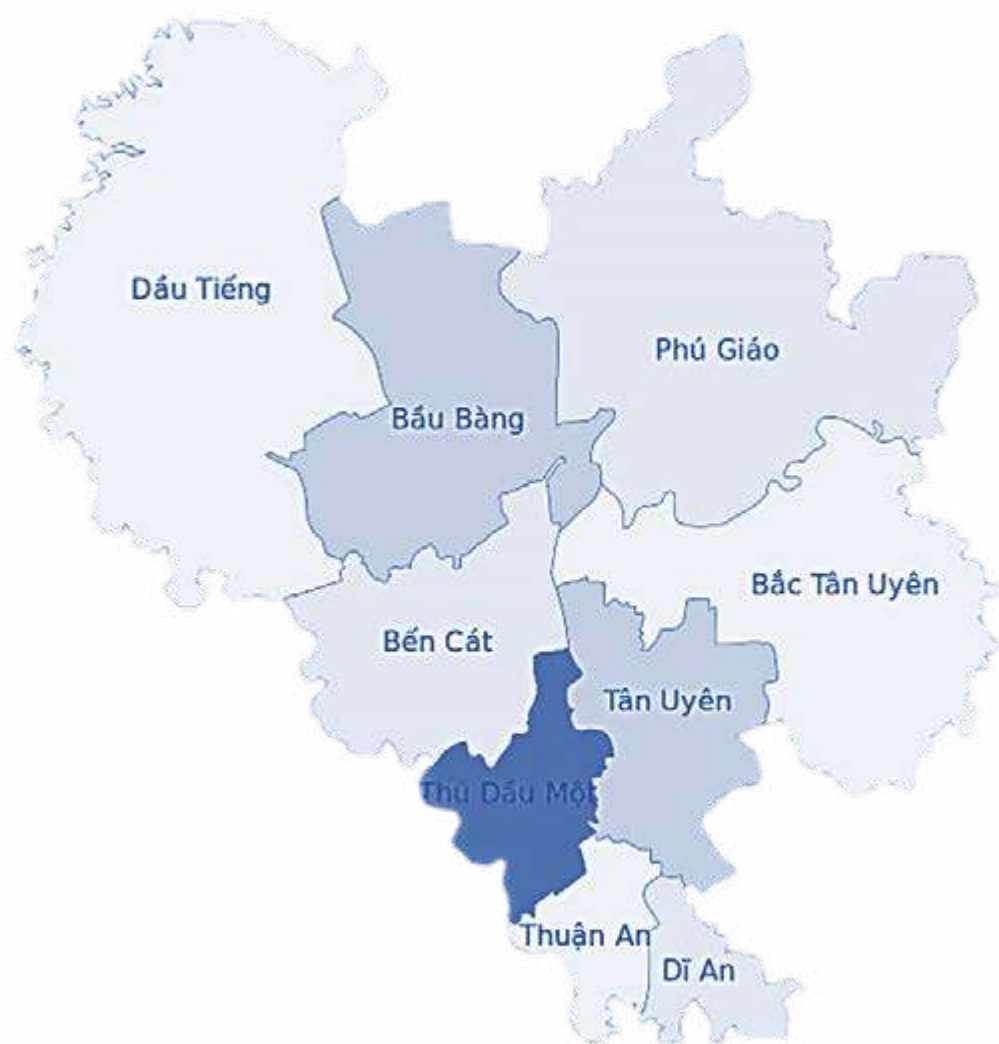 Dầu Tiếng
Phú Giáo
Bầu Bàng
Bắc Tân Uyên
Bến Cát
Tân Uyên
Thủ Dầu Một
Thuận An
Dĩ An